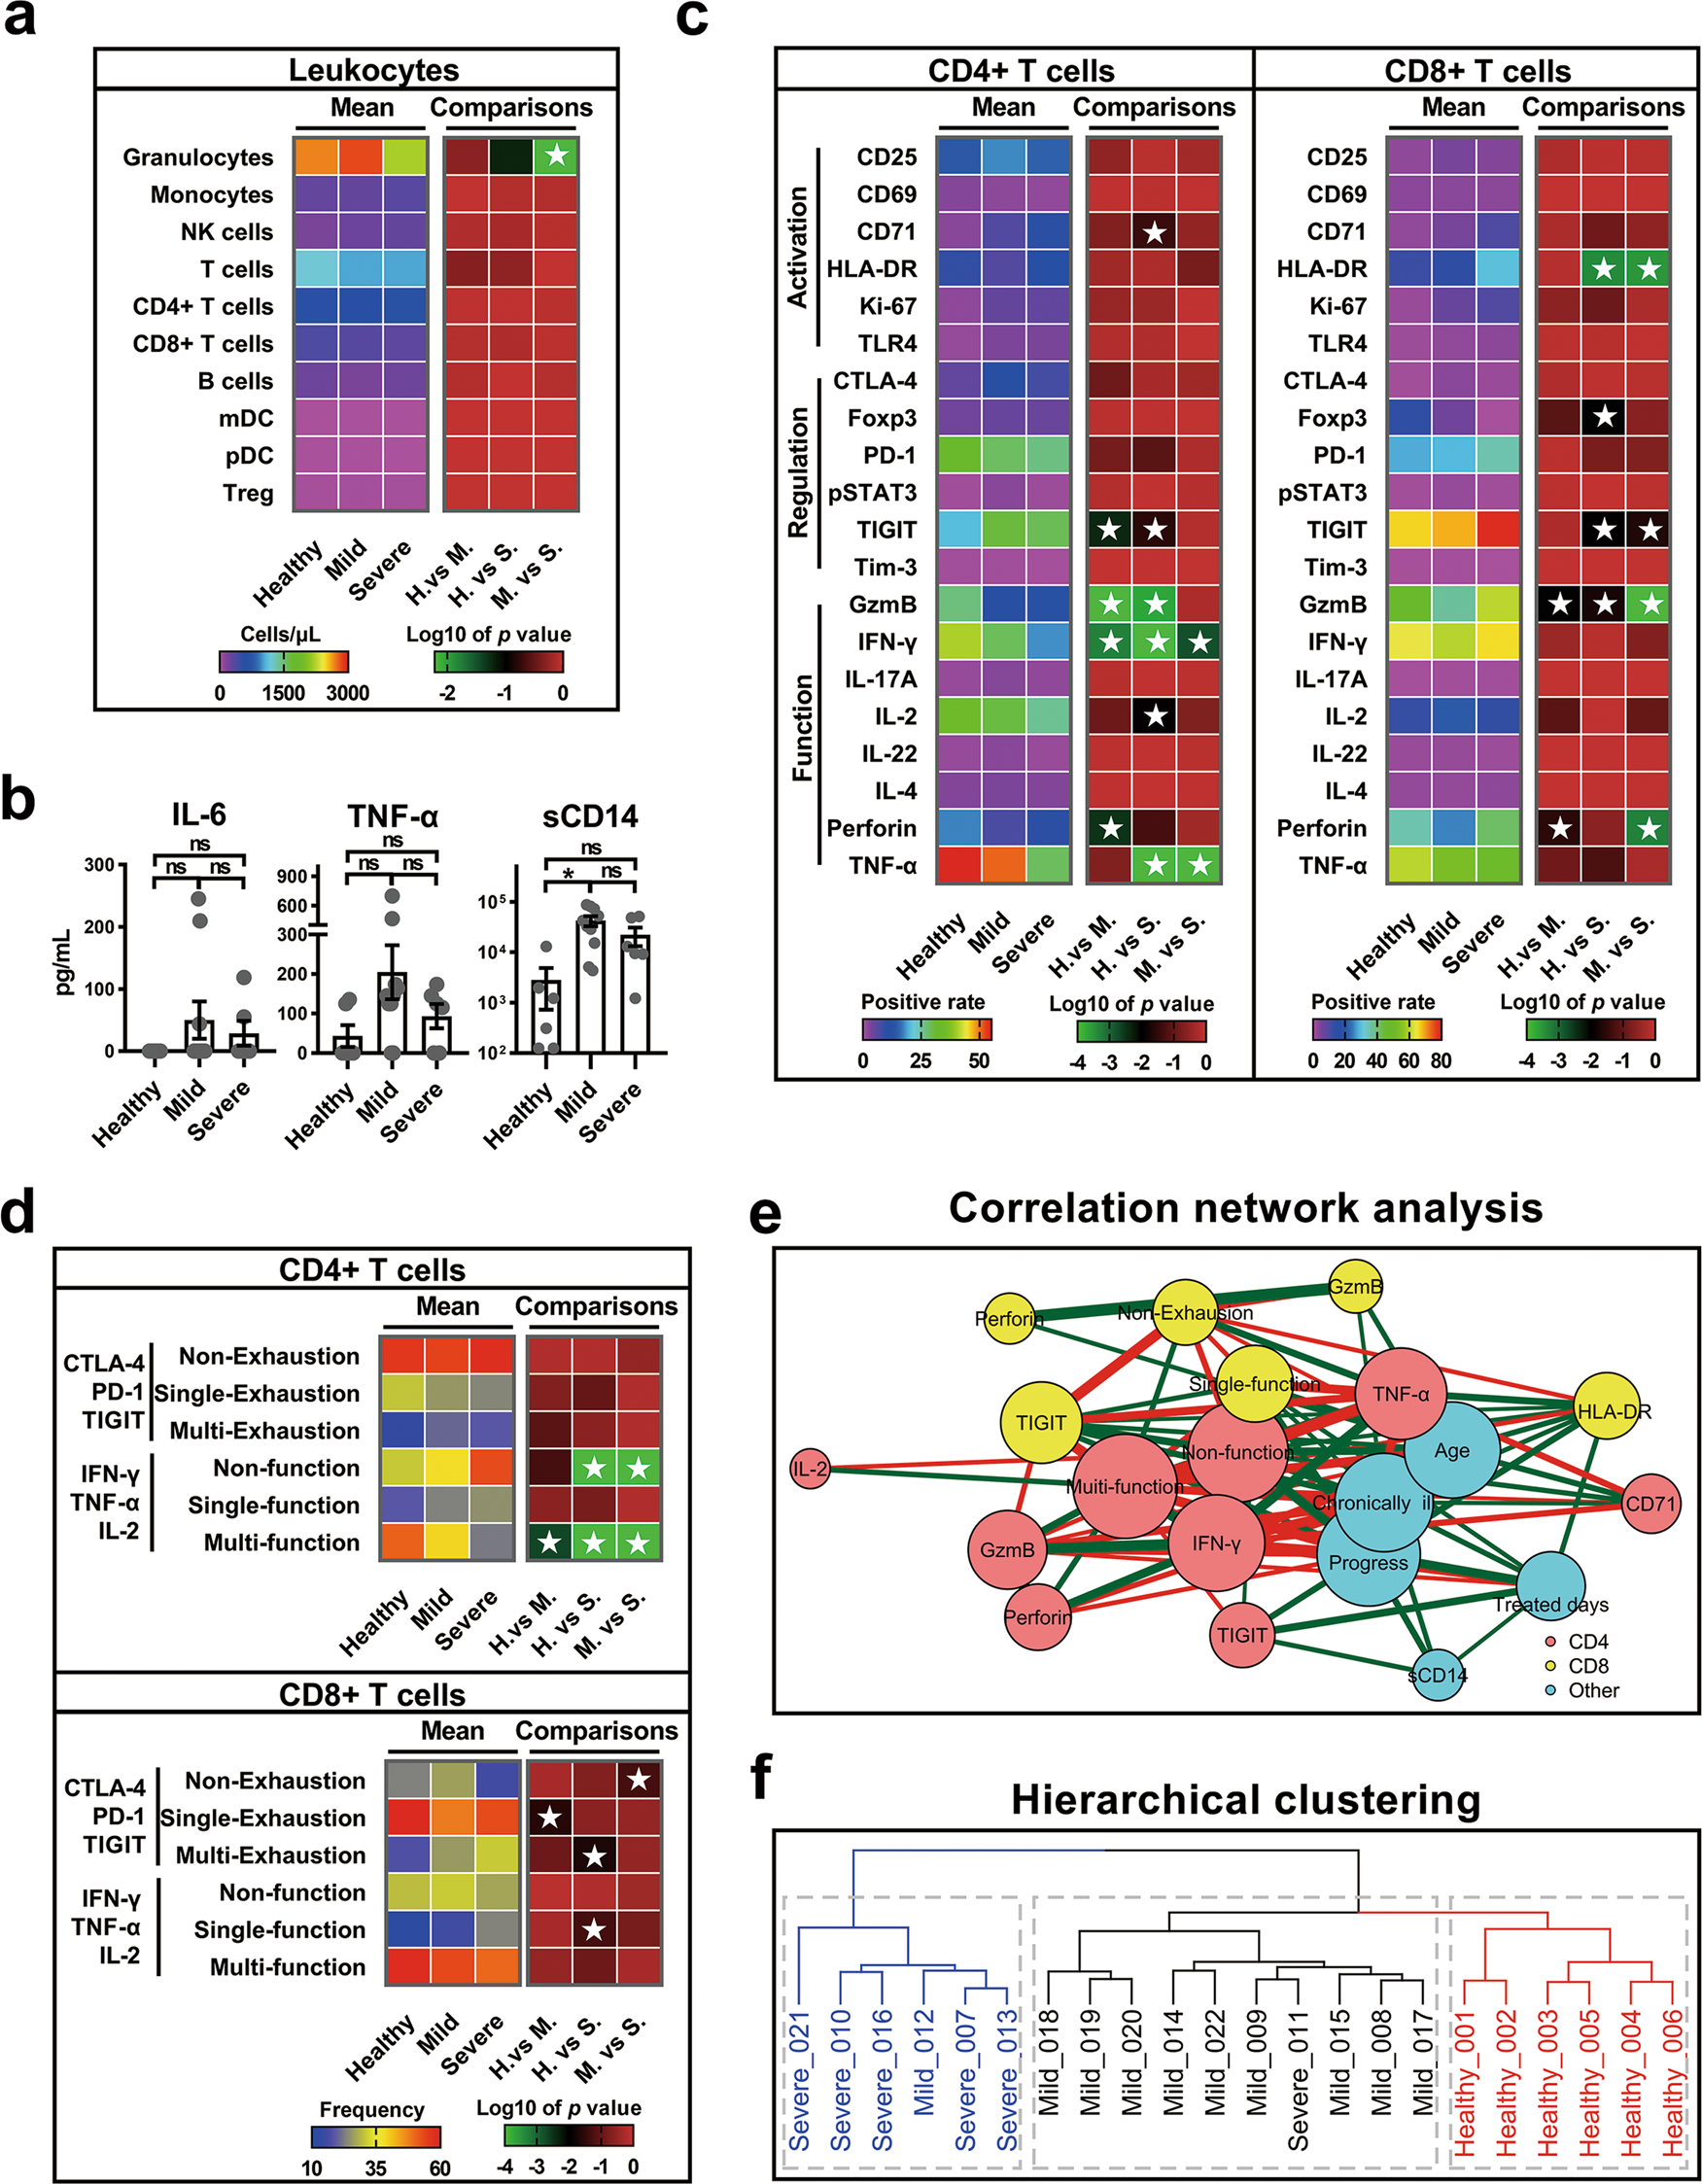 a
Leukocytes
Mean Comparisons
Granulocytes
Monocytes
NK cells
T cells
CD4+ T cells
CD8+ T cells
B cells
mDC
pDC
Treg
Healthy Mild Severe H.vs M. H. vs S. M. vs S.
Cells/μL Log10 of p value
0 1500 3000 -2 -1 0
b
IL-6 TNF-α sCD14
ns ns ns
ns ns ns ns * ns
pg/mL
300
200
100
0
900
600
300
200
100
0
10⁵
10⁴
10³
10²
Healthy Mild Severe Healthy Mild Severe Healthy Mild Severe
c
CD4+ T cells CD8+ T cells
Mean Comparisons Mean Comparisons
Activation
Regulation
Function
CD25 CD25
CD69 CD69
CD71 CD71
HLA-DR HLA-DR
Ki-67 Ki-67
TLR4 TLR4
CTLA-4 CTLA-4
Foxp3 Foxp3
PD-1 PD-1
pSTAT3 pSTAT3
TIGIT TIGIT
Tim-3 Tim-3
GzmB GzmB
IFN-γ IFN-γ
IL-17A IL-17A
IL-2 IL-2
IL-22 IL-22
IL-4 IL-4
Perforin Perforin
TNF-α TNF-α
Healthy Mild Severe H.vs M. H. vs S. M. vs S. Healthy Mild Severe H.vs M. H. vs S. M. vs S.
Positive rate Log10 of p value Positive rate Log10 of p value
0 25 50 -4 -3 -2 -1 0 0 20 40 60 80 -4 -3 -2 -1 0
d
CD4+ T cells
Mean Comparisons
CTLA-4
PD-1
TIGIT
Non-Exhaustion
Single-Exhaustion
Multi-Exhaustion
IFN-γ
TNF-α
IL-2
Non-function
Single-function
Multi-function
Healthy Mild Severe H.vs M. H. vs S. M. vs S.
CD8+ T cells
Mean Comparisons
CTLA-4
PD-1
TIGIT
Non-Exhaustion
Single-Exhaustion
Multi-Exhaustion
IFN-γ
TNF-α
IL-2
Non-function
Single-function
Multi-function
Healthy Mild Severe H.vs M. H. vs S. M. vs S.
Frequency Log10 of p value
10 35 60 -4 -3 -2 -1 0
e
Correlation network analysis
GzmB
Perforin
Non-Exhausion
Single-function
TNF-α
HLA-DR
TIGIT
Non-function
Age
IL-2
Muiti-function
Chronically ill
CD71
GzmB
IFN-γ
Progress
Treated days
Perforin
TIGIT
sCD14
CD4
CD8
Other
f
Hierarchical clustering
Severe_021
Severe_010
Severe_016
Mild_012
Severe_007
Severe_013
Mild_018
Mild_019
Mild_020
Mild_014
Mild_022
Mild_009
Severe_011
Mild_015
Mild_008
Mild_017
Healthy_001
Healthy_002
Healthy_003
Healthy_005
Healthy_004
Healthy_006